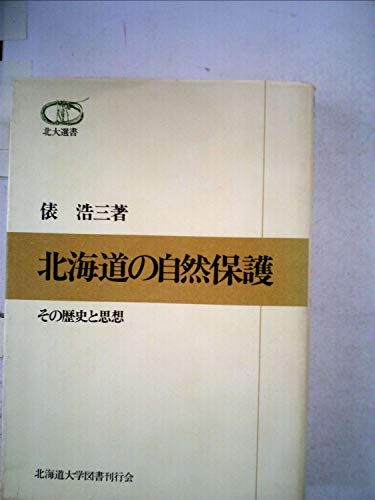 北大選書
俵 浩三著
北海道の自然保護
その歴史と思想
北海道大学図書刊行会